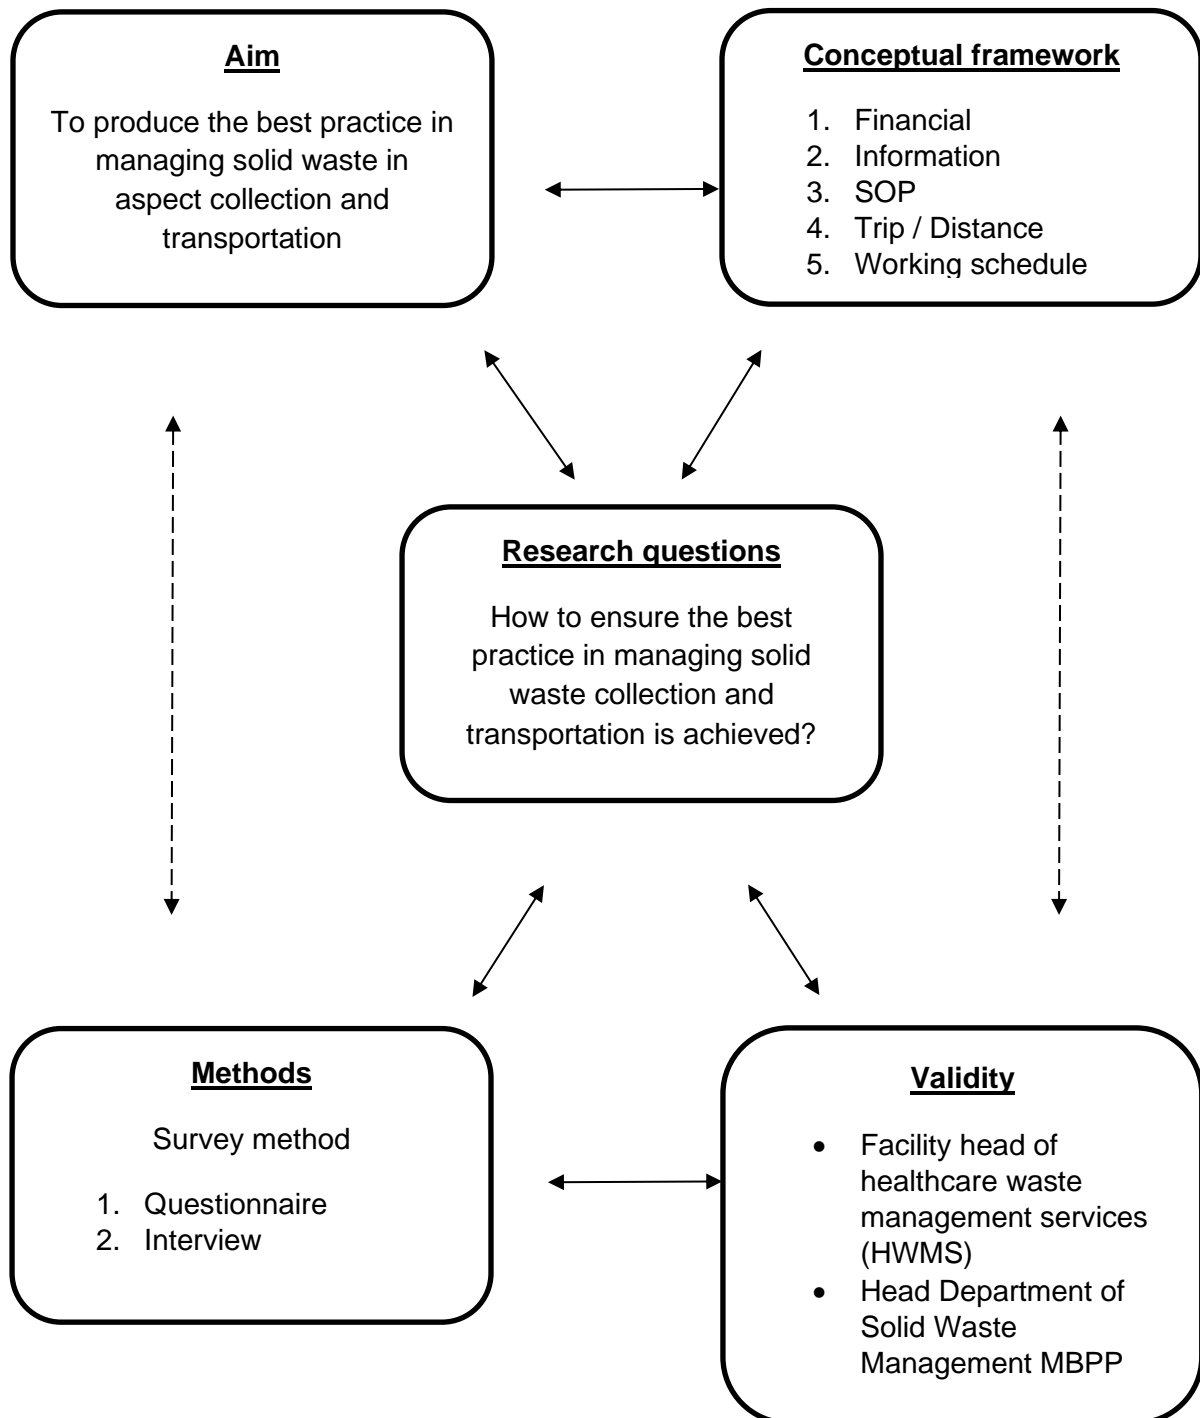 Aim
To produce the best practice in
managing solid waste in
aspect collection and
transportation
Conceptual framework
1. Financial
2. Information
3. SOP
4. Trip / Distance
5. Working schedule
Research questions
How to ensure the best
practice in managing solid
waste collection and
transportation is achieved?
Methods
Survey method
1. Questionnaire
2. Interview
Validity
• Facility head of
healthcare waste
management services
(HWMS)
• Head Department of
Solid Waste
Management MBPP